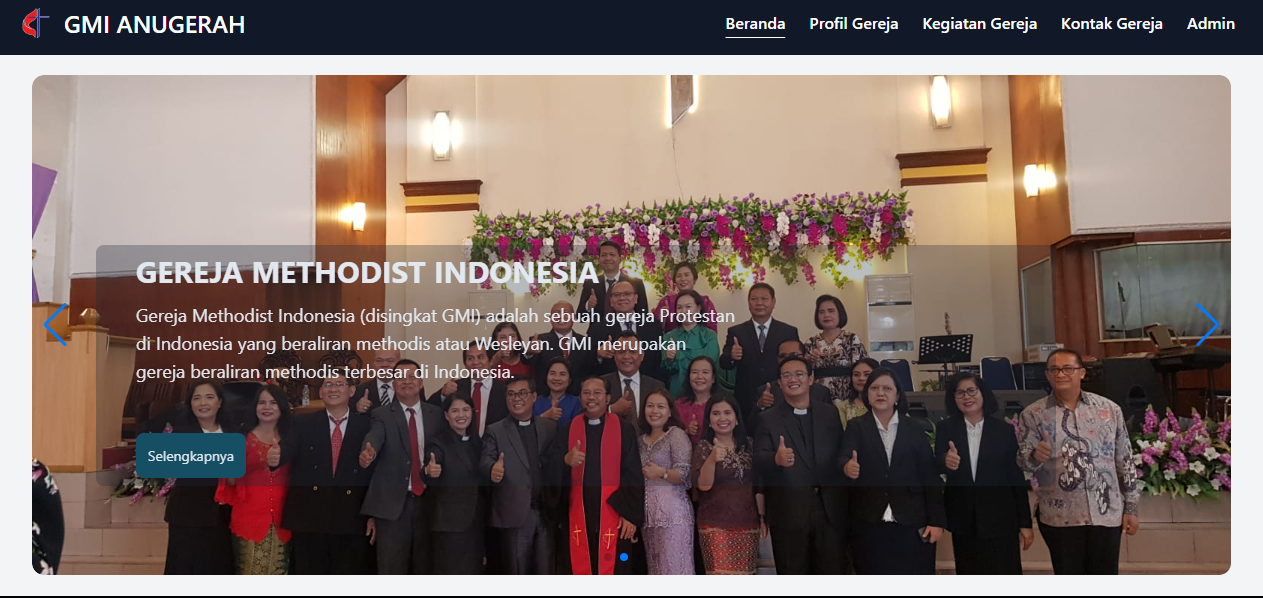 GMI ANUGERAH
Beranda Profil Gereja Kegiatan Gereja Kontak Gereja Admin
GEREJA METHODIST INDONESIA
Gereja Methodist Indonesia (disingkat GMI) adalah sebuah gereja Protestan
di Indonesia yang beraliran methodis atau Wesleyan. GMI merupakan
gereja beraliran methodis terbesar di Indonesia.
Selengkapnya